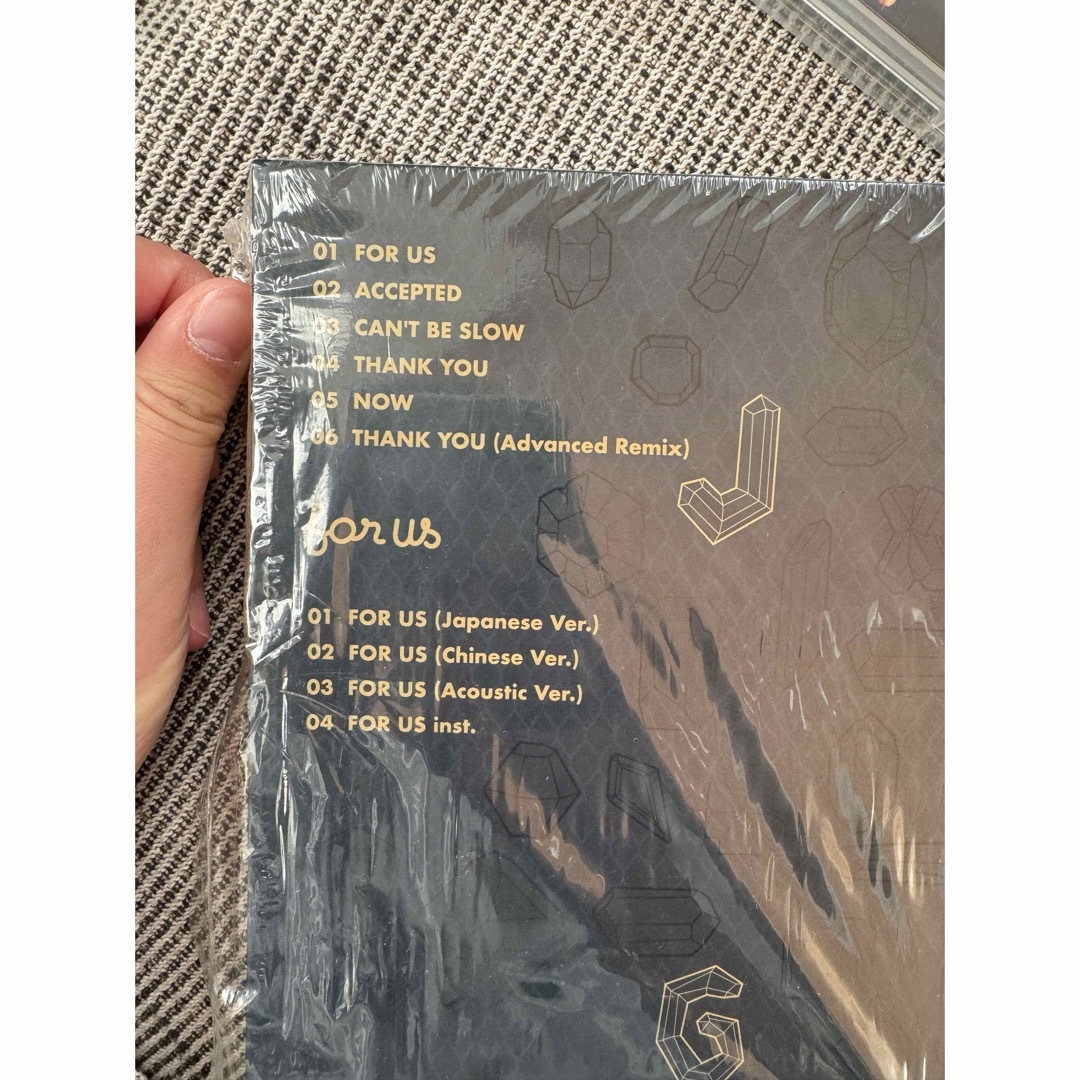 01 FOR US
02 ACCEPTED
03 CAN'T BE SLOW
04 THANK YOU
05 NOW
06 THANK YOU (Advanced Remix)
J
for us
01 FOR US (Japanese Ver.)
02 FOR US (Chinese Ver.)
03 FOR US (Acoustic Ver.)
04 FOR US inst.
G